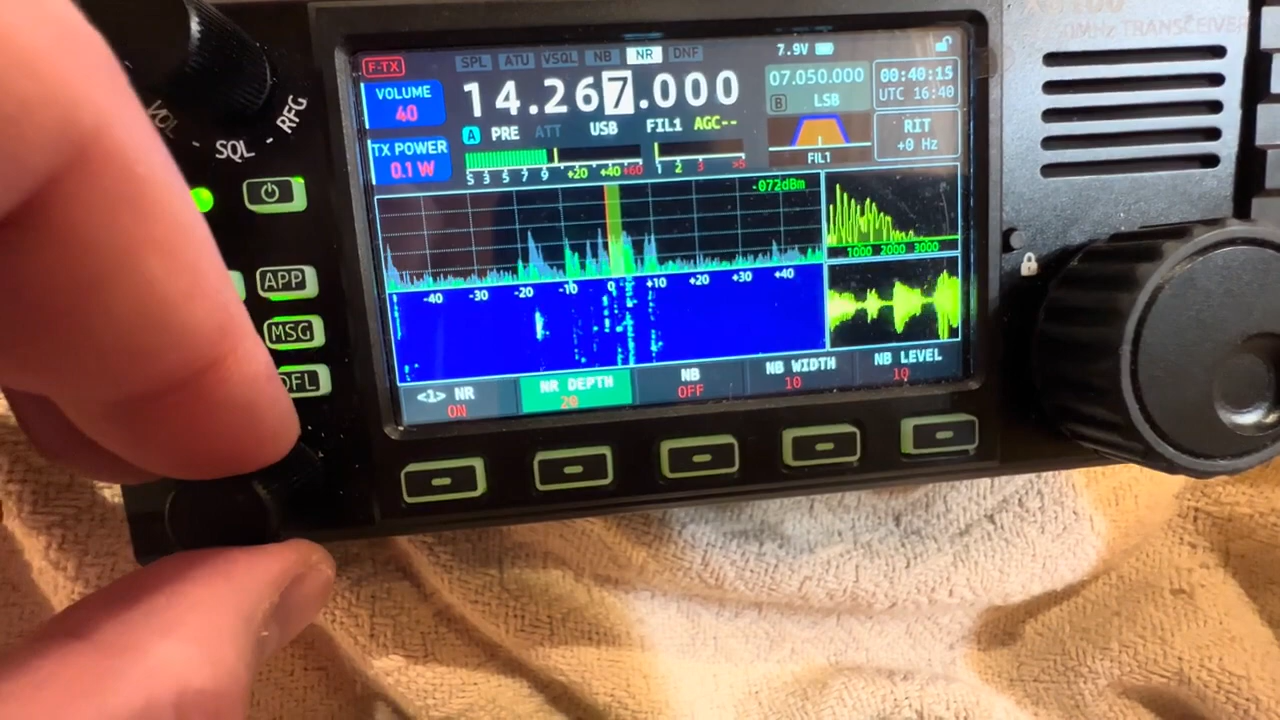 X6100
0MHz TRANSCEIVER
F-TX
SPL ATU VSQL NB NR DNF
7.9V
VOLUME
40
14.267.000
07.050.000
B LSB
00:40:15
UTC 16:40
A PRE ATT USB FIL1 AGC--
TX POWER
0.1 W
S 3 5 7 9 +20 +40 +60
1 2 3 >5
FIL1
RIT
+0 Hz
-072dBm
1000 2000 3000
-40 -30 -20 -10 0 +10 +20 +30 +40
<1> NR
ON
NR DEPTH
20
NB
OFF
NB WIDTH
10
NB LEVEL
10
VOL
SQL
RFG
APP
MSG
DFL